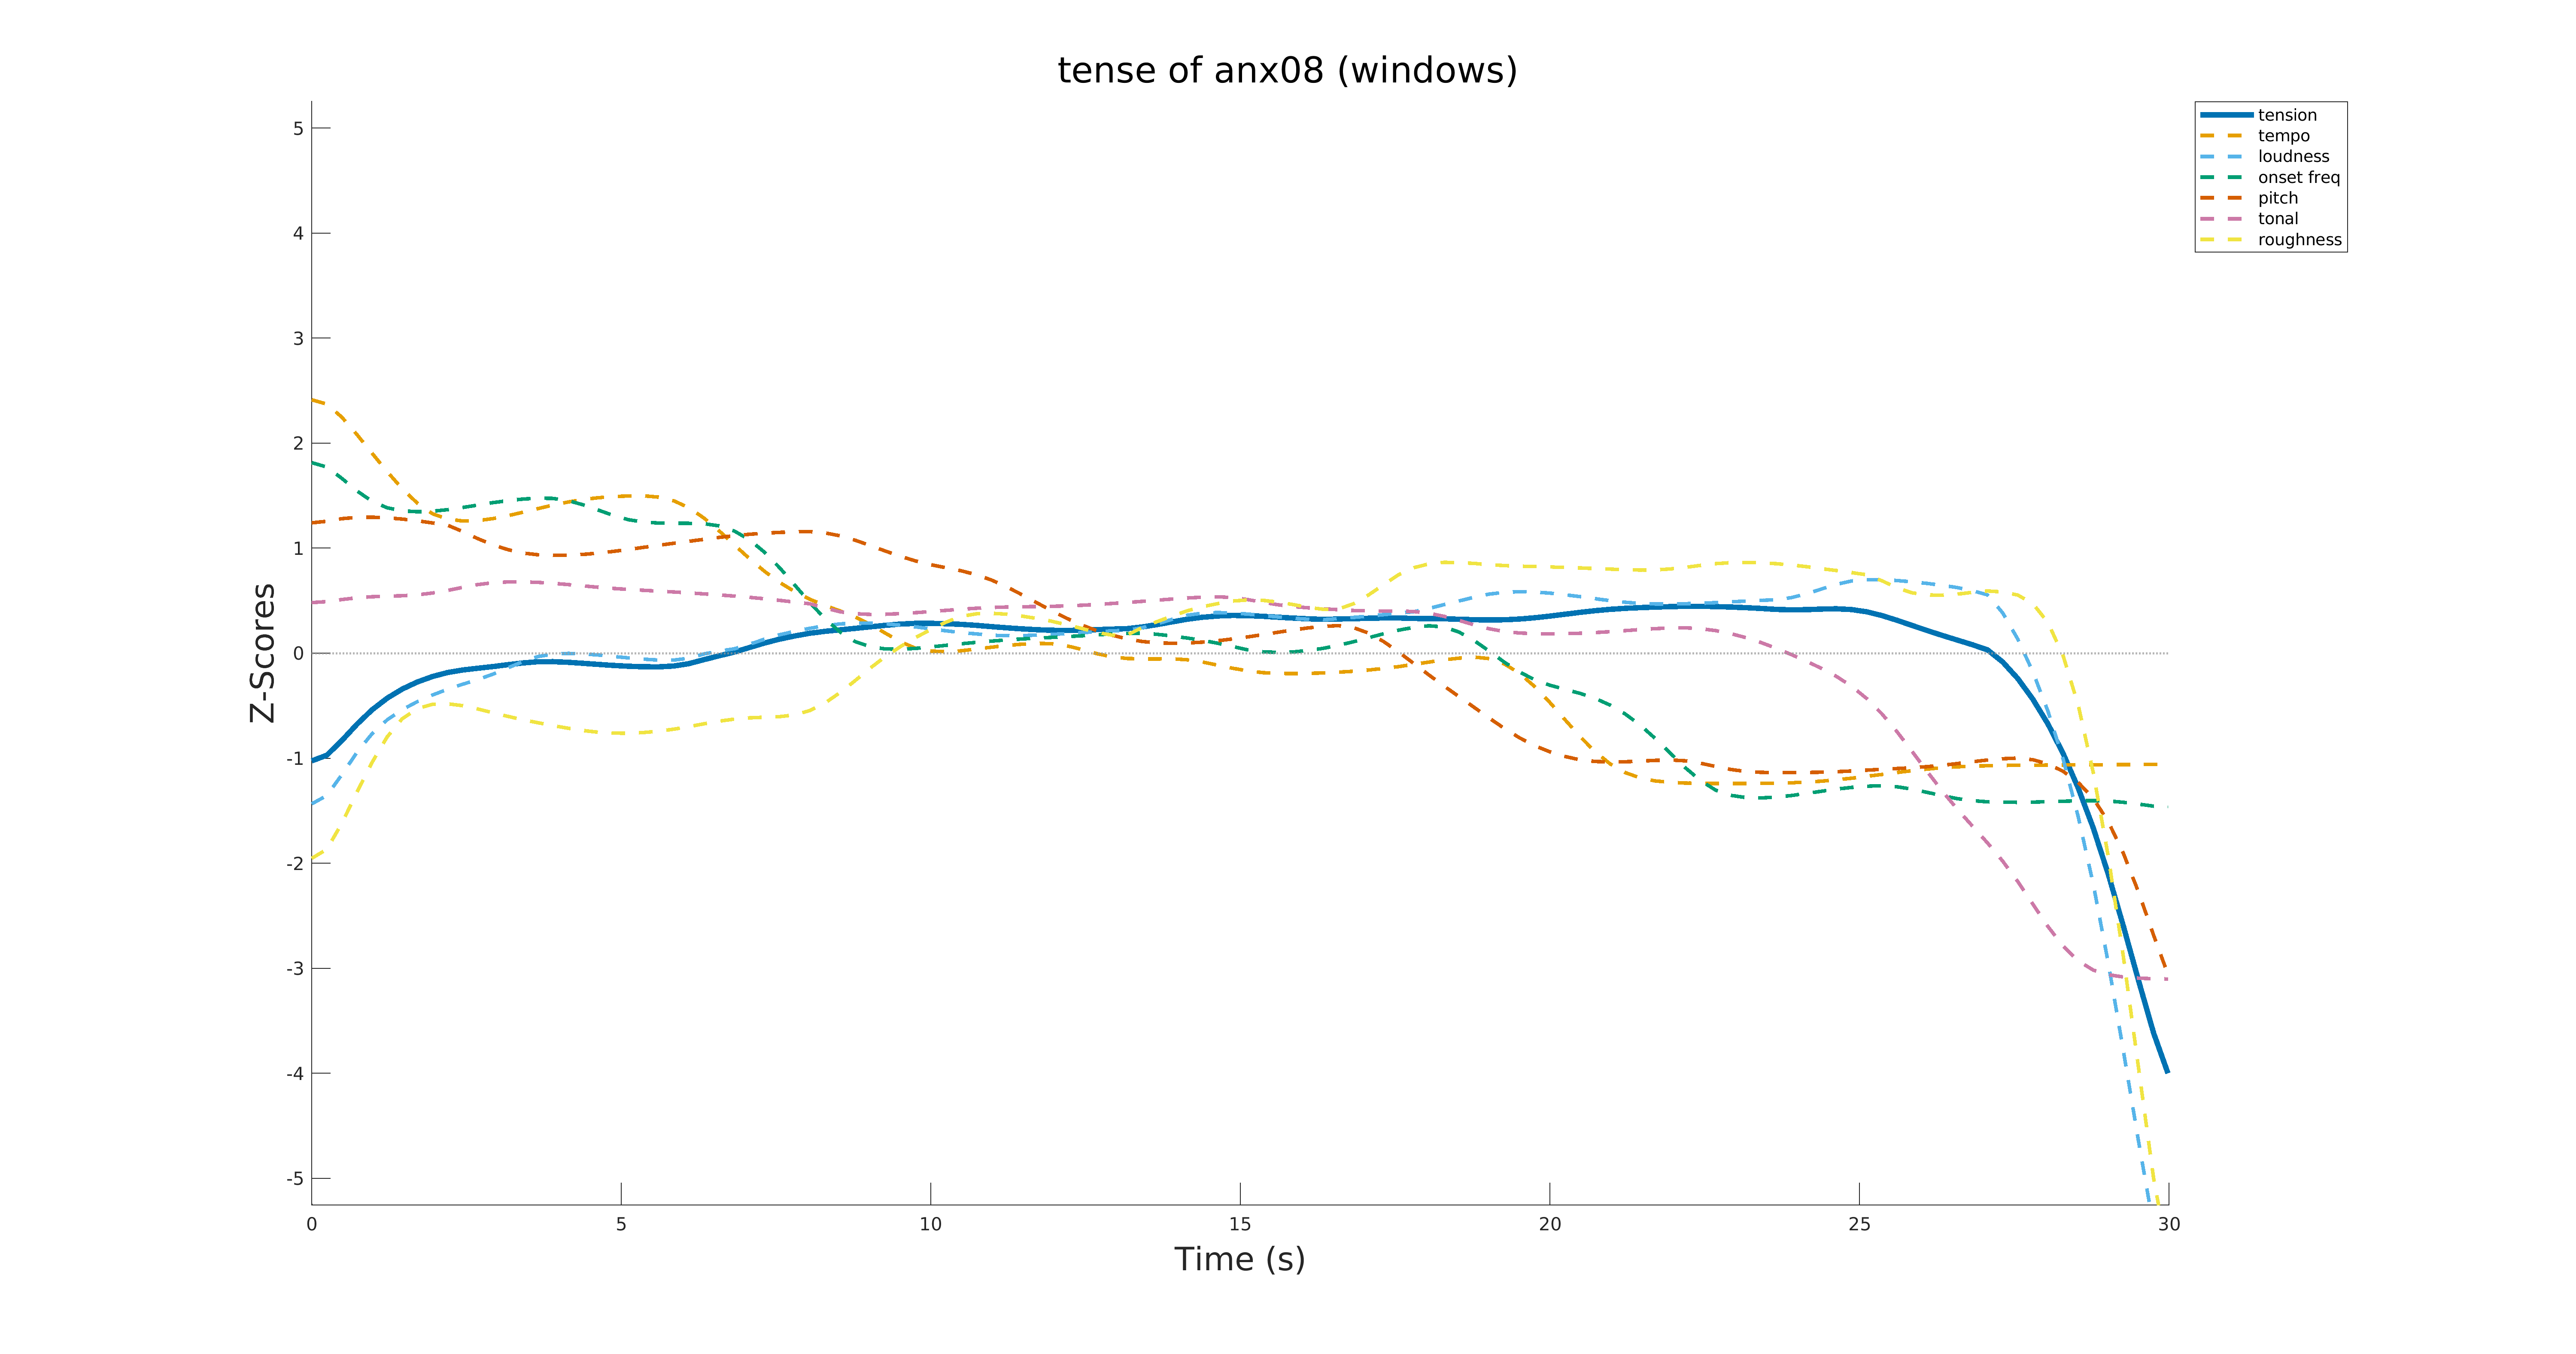 tense of anx08 (windows)
tension
tempo
loudness
onset freq
pitch
tonal
roughness
5
4
3
2
1
0
-1
-2
-3
-4
-5
Z-Scores
0 5 10 15 20 25 30
Time (s)